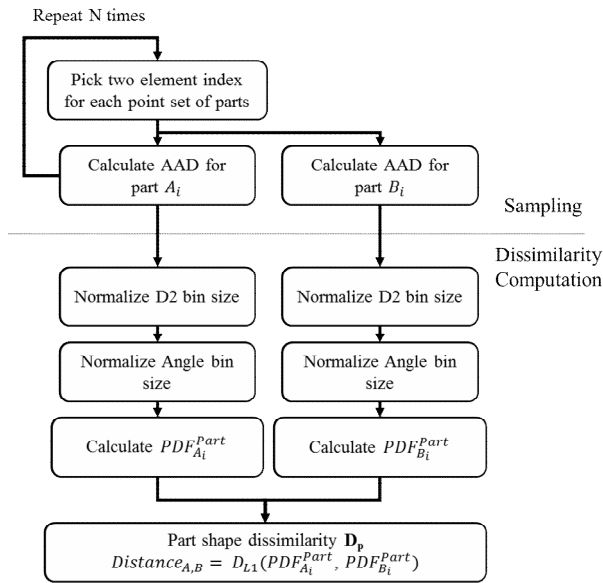 Repeat N times
Pick two element index
for each point set of parts
Calculate AAD for
part A_i
Calculate AAD for
part B_i
Sampling
Dissimilarity
Computation
Normalize D2 bin size
Normalize D2 bin size
Normalize Angle bin
size
Normalize Angle bin
size
Calculate PDF_{A_i}^{Part}
Calculate PDF_{B_i}^{Part}
Part shape dissimilarity D_p
Distance_{A,B} = D_{L1}(PDF_{A_i}^{Part}, PDF_{B_i}^{Part})